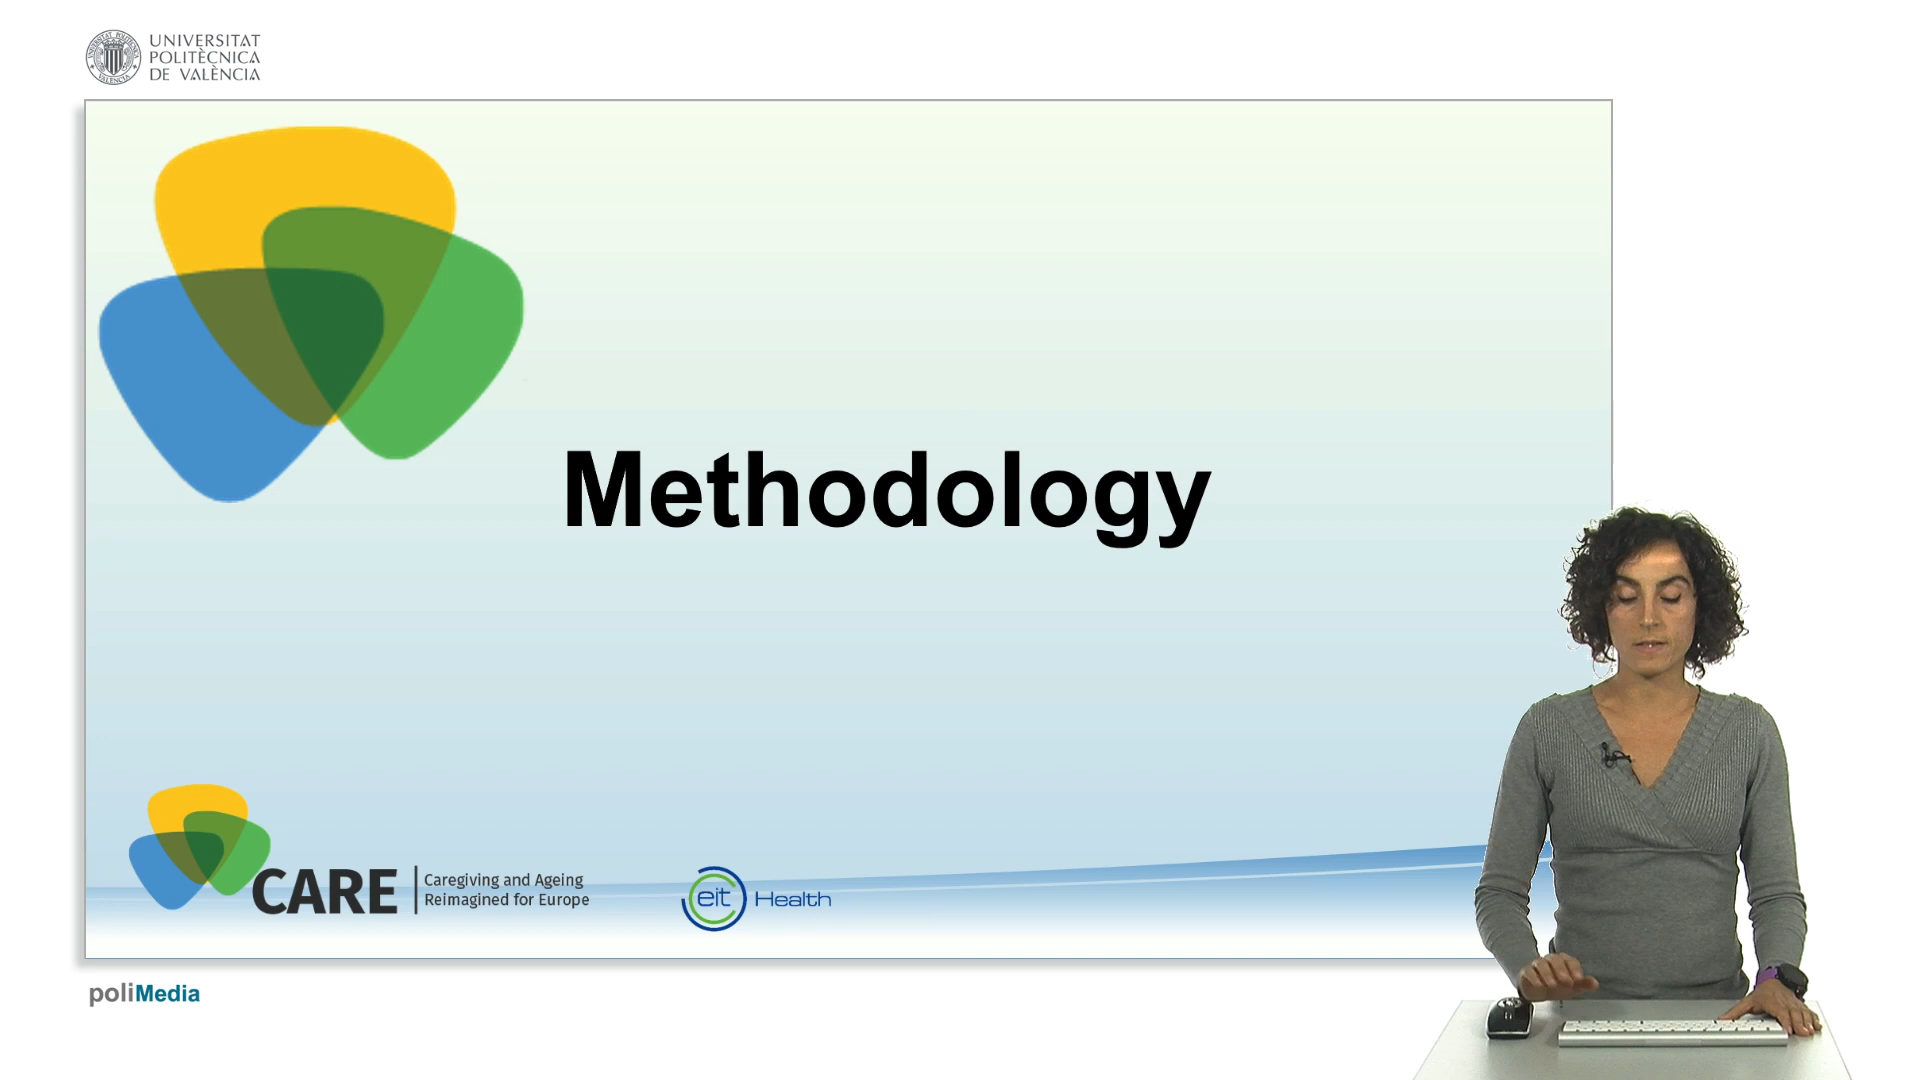 UNIVERSITAT
POLITÈCNICA
DE VALÈNCIA
Methodology
CARE
Caregiving and Ageing
Reimagined for Europe
eit Health
poliMedia